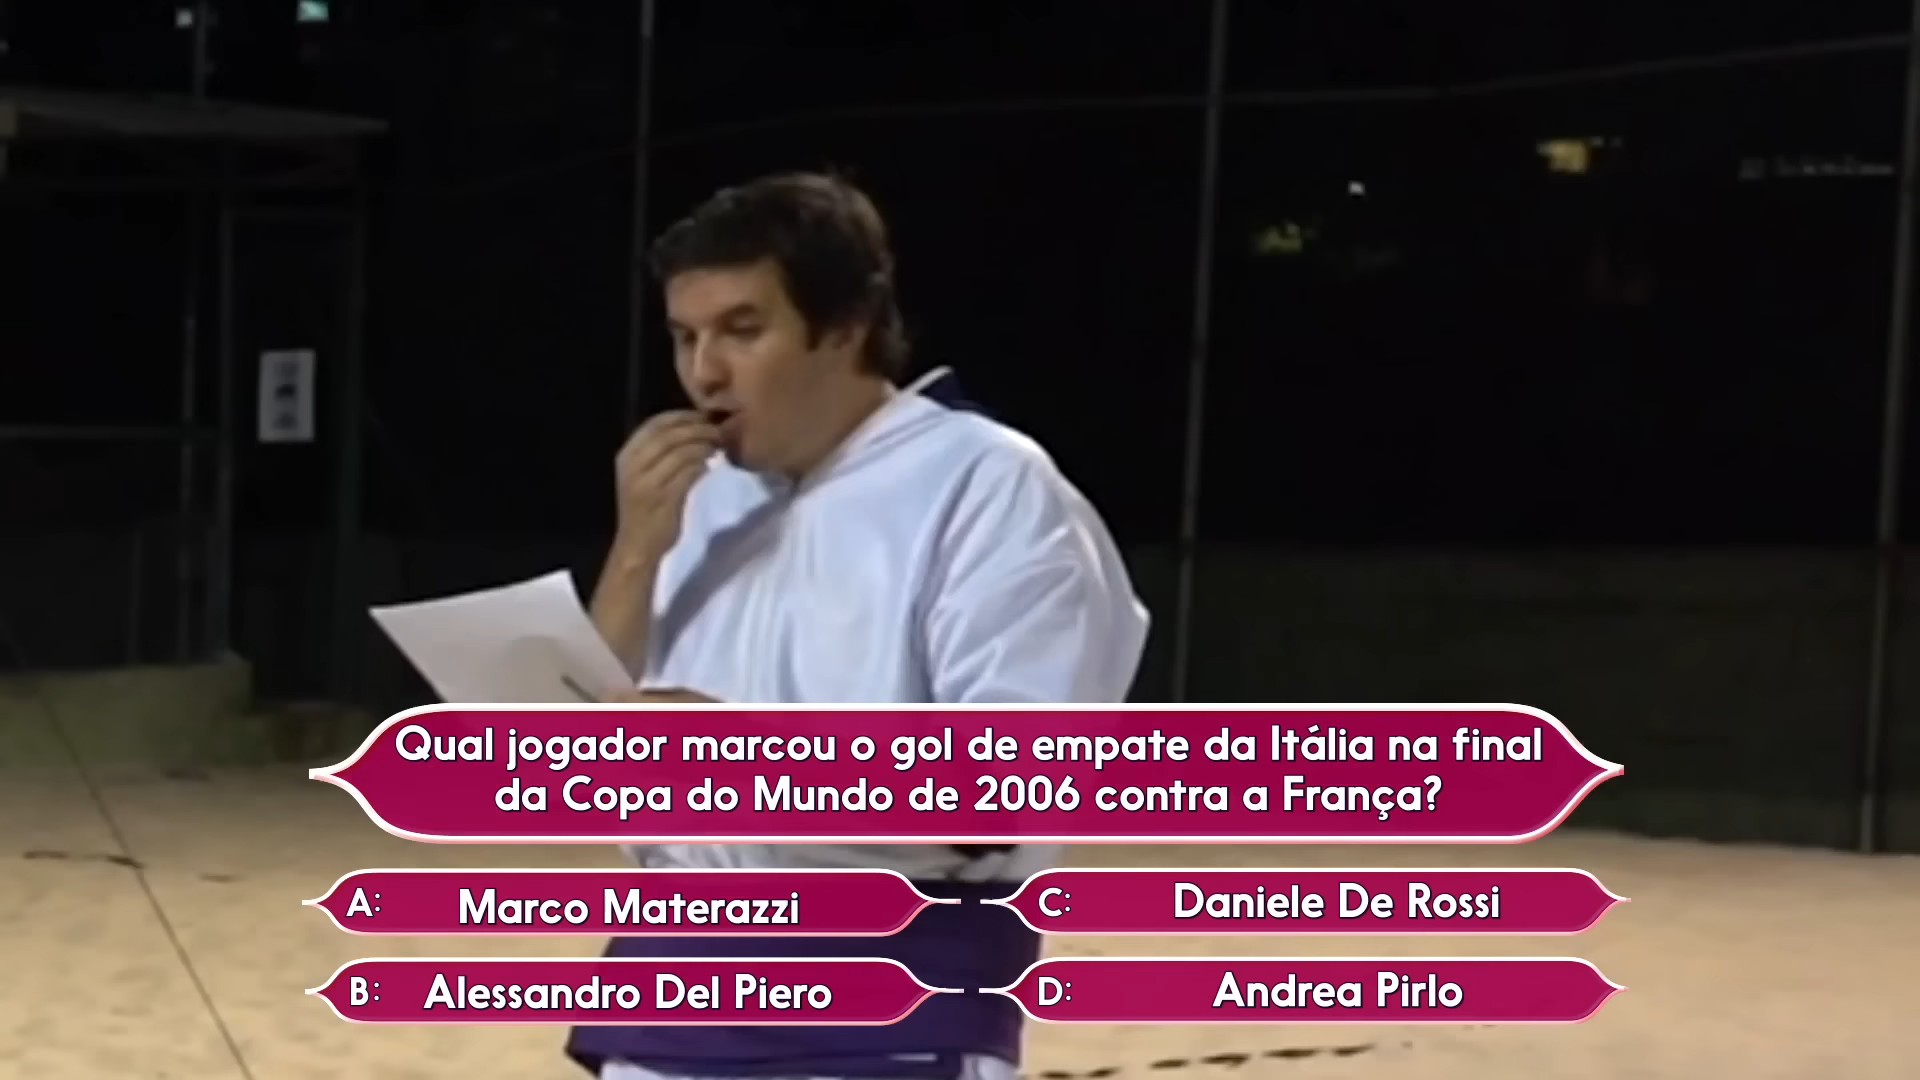 Qual jogador marcou o gol de empate da Itália na final
da Copa do Mundo de 2006 contra a França?
A: Marco Materazzi
C: Daniele De Rossi
B: Alessandro Del Piero
D: Andrea Pirlo